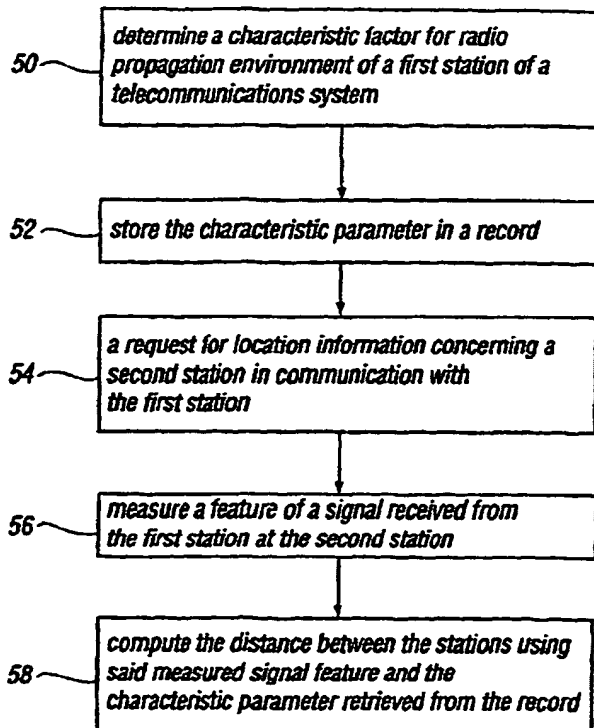 50
determine a characteristic factor for radio
propagation environment of a first station of a
telecommunications system
52
store the characteristic parameter in a record
54
a request for location information concerning a
second station in communication with
the first station
56
measure a feature of a signal received from
the first station at the second station
58
compute the distance between the stations using
said measured signal feature and the
characteristic parameter retrieved from the record